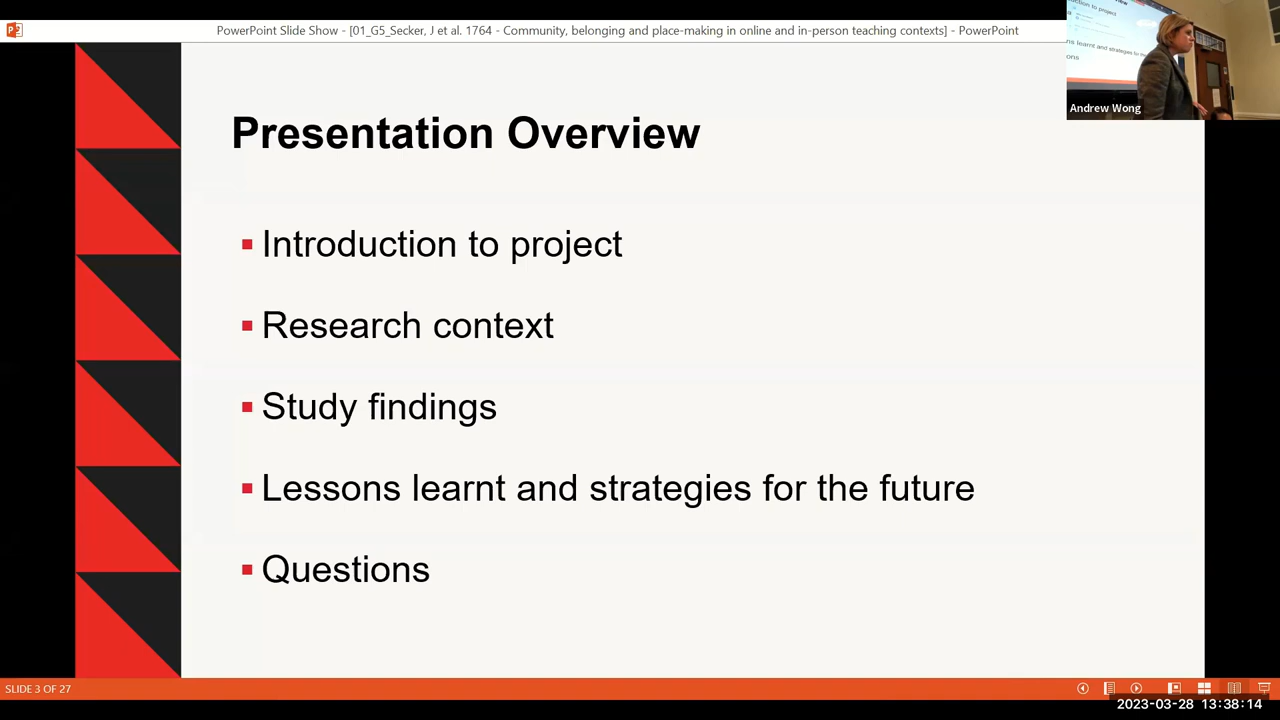 PowerPoint Slide Show - [01_G5_Secker, J et al. 1764 - Community, belonging and place-making in online and in-person teaching contexts] - PowerPoint
Andrew Wong
Presentation Overview
Introduction to project
Research context
Study findings
Lessons learnt and strategies for the future
Questions
SLIDE 3 OF 27
2023-03-28 13:38:14